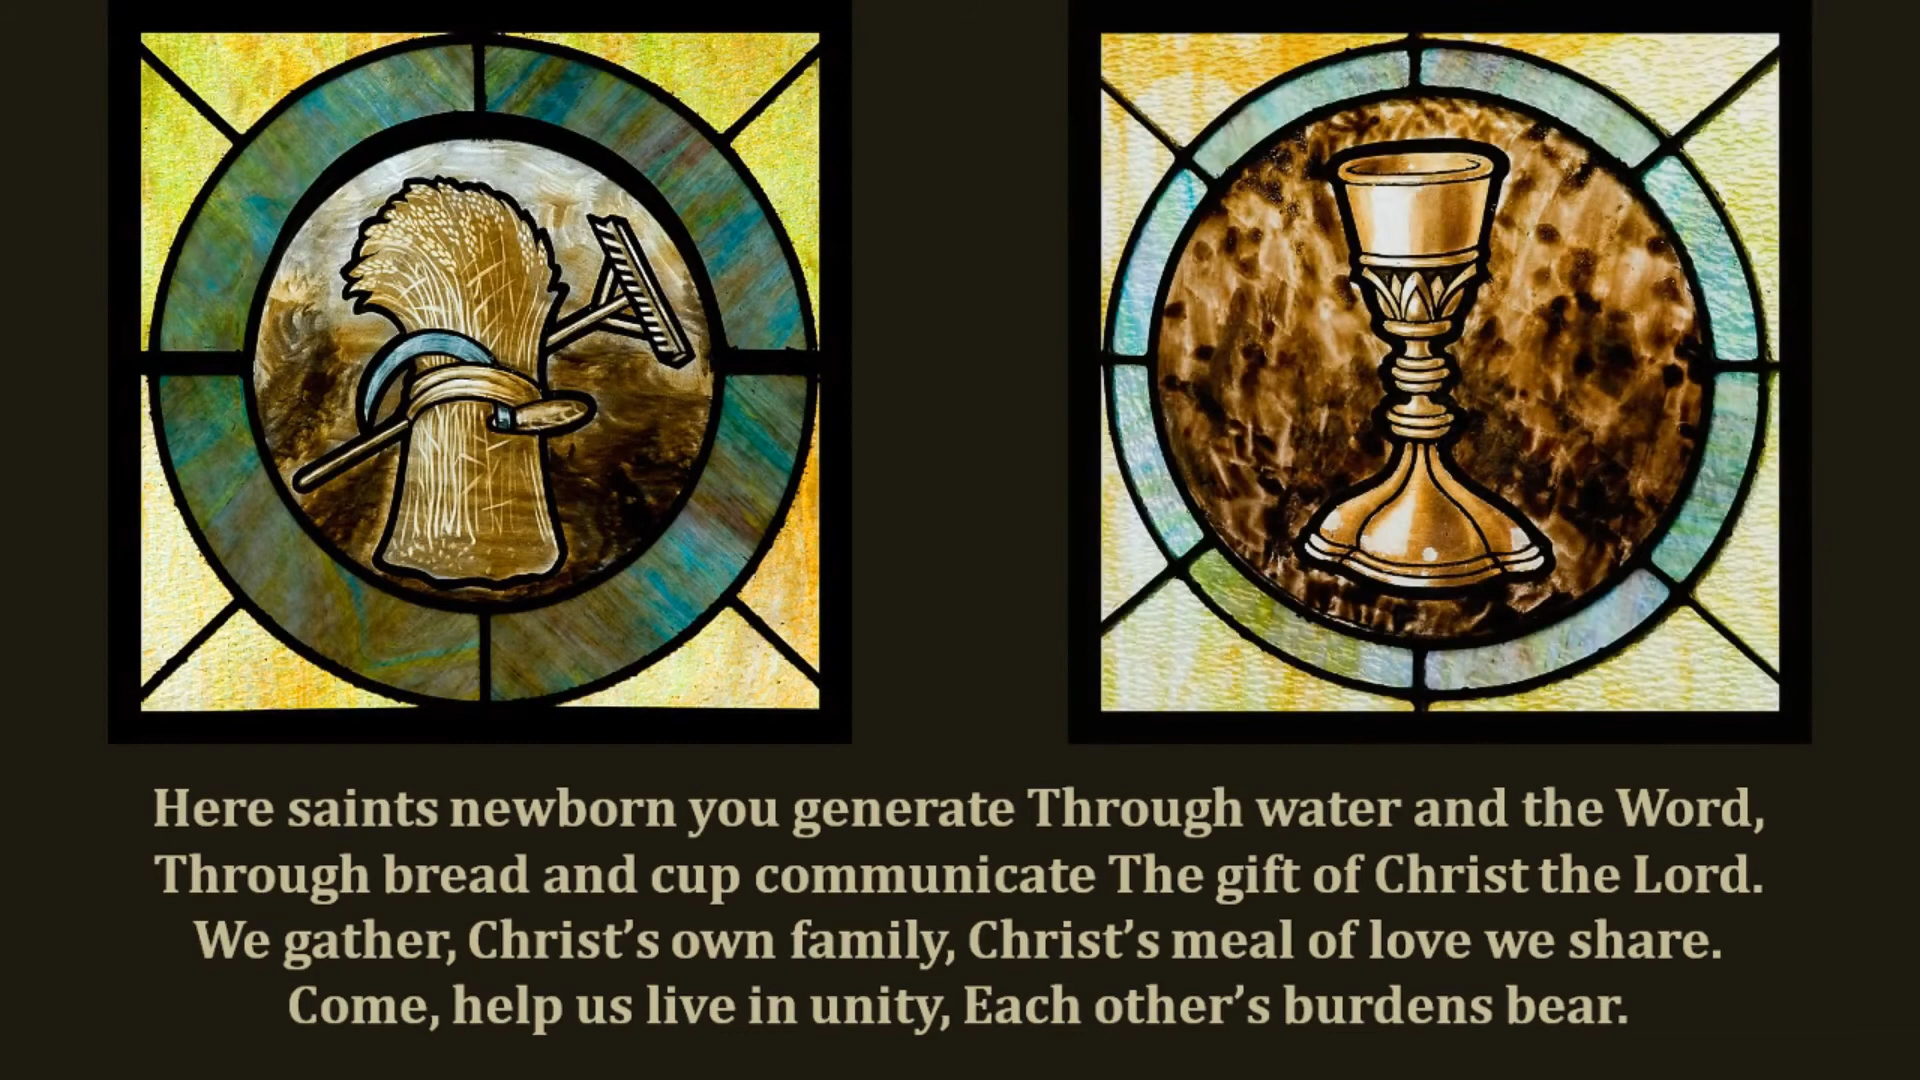 Here saints newborn you generate Through water and the Word,
Through bread and cup communicate The gift of Christ the Lord.
We gather, Christ’s own family, Christ’s meal of love we share.
Come, help us live in unity, Each other’s burdens bear.